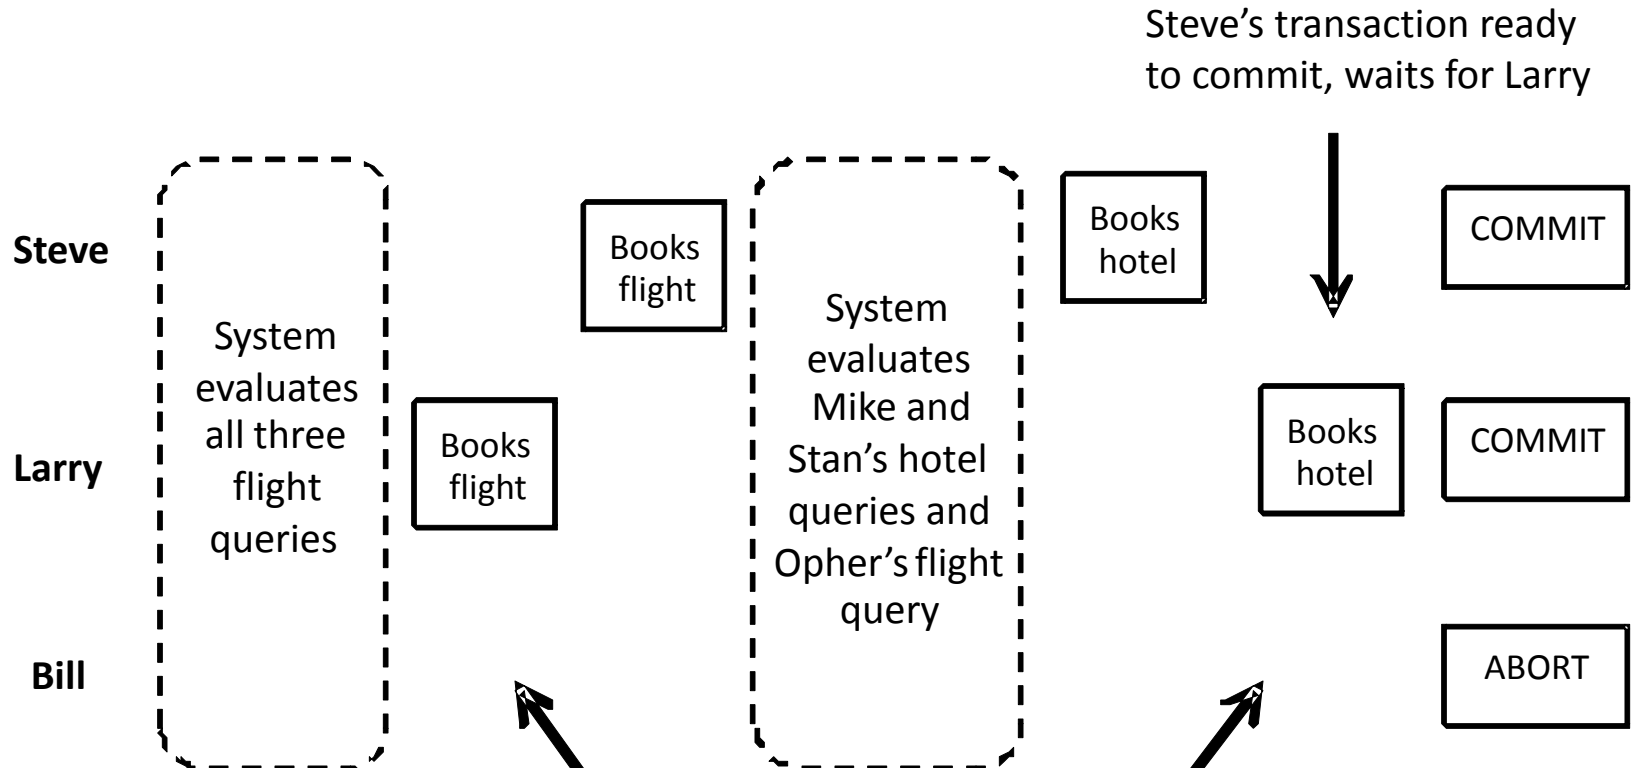 Steve’s transaction ready
to commit, waits for Larry
Steve
Larry
Bill
System
evaluates
all three
flight
queries
Books
flight
Books
flight
System
evaluates
Mike and
Stan’s hotel
queries and
Opher’s flight
query
Books
hotel
Books
hotel
COMMIT
COMMIT
ABORT